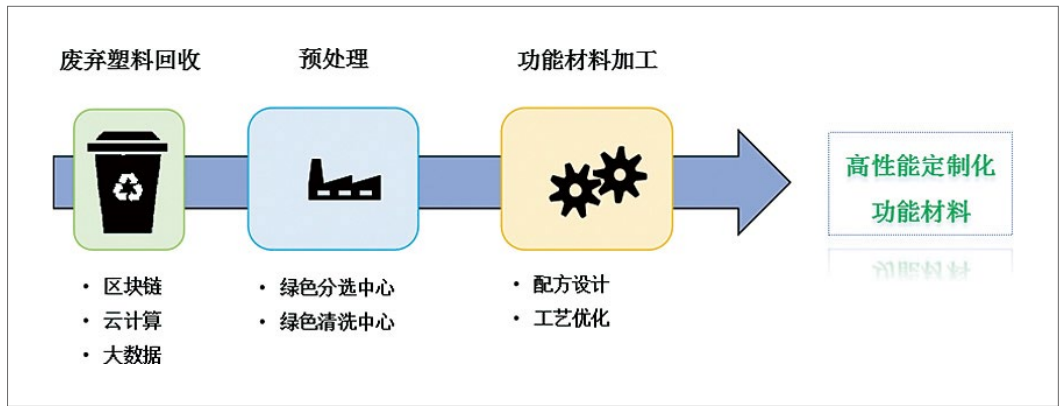 废弃塑料回收
预处理
功能材料加工
高性能定制化
功能材料
• 区块链
• 云计算
• 大数据
• 绿色分选中心
• 绿色清洗中心
• 配方设计
• 工艺优化